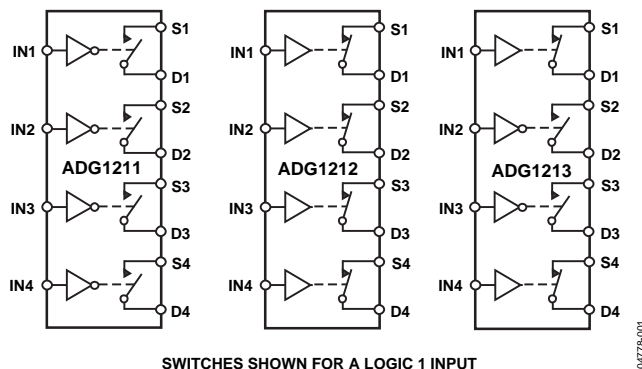 S1
IN1
D1
S2
IN2
D2
ADG1211
S3
IN3
D3
S4
IN4
D4
S1
IN1
D1
S2
IN2
D2
ADG1212
S3
IN3
D3
S4
IN4
D4
S1
IN1
D1
S2
IN2
D2
ADG1213
S3
IN3
D3
S4
IN4
D4
SWITCHES SHOWN FOR A LOGIC 1 INPUT
04778-001